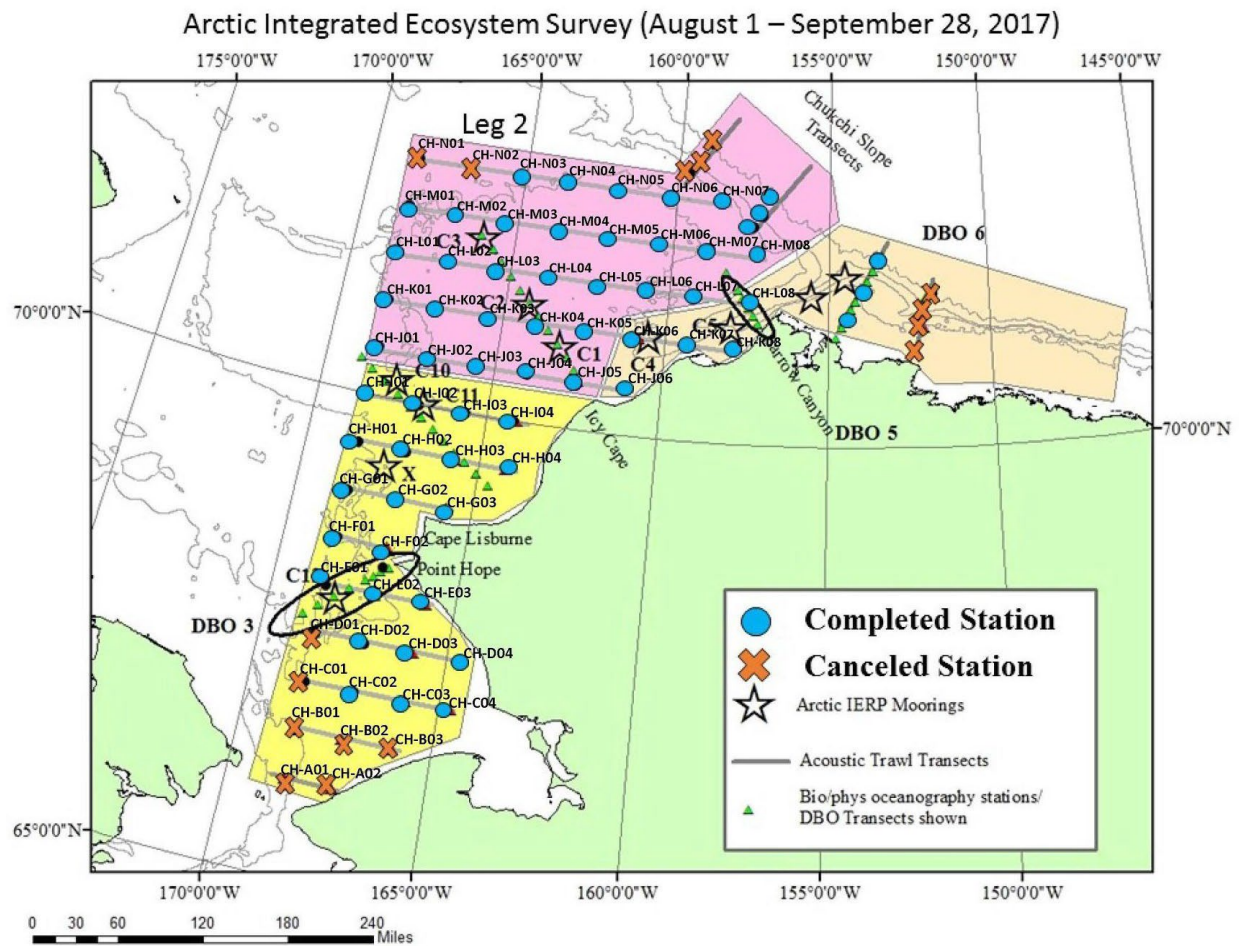 Arctic Integrated Ecosystem Survey (August 1 – September 28, 2017)
175°0'0"W
170°0'0"W
165°0'0"W
160°0'0"W
155°0'0"W
150°0'0"W
145°0'0"W
Leg 2
Chukchi Slope
Transects
CH-N01
CH-N02
CH-N03
CH-N04
CH-N05
CH-N06
CH-N07
CH-M01
CH-M02
CH-M03
CH-M04
CH-M05
CH-M06
CH-M07
CH-M08
DBO 6
C3
CH-L01
CH-L02
CH-L03
CH-L04
CH-L05
CH-L06
CH-L07
CH-L08
70°0'0"N
CH-K01
CH-K02
C2
CH-K03
CH-K04
CH-K05
CH-K06
C5
CH-K07
CH-K08
C1
C4
CH-J01
CH-J02
CH-J03
CH-J04
CH-J05
CH-J06
C10
Barrow Canyon
CH-I01
CH-I02
C11
CH-I03
CH-I04
Icy Cape
DBO 5
70°0'0"N
CH-H01
CH-H02
CH-H03
CH-H04
X
CH-G01
CH-G02
CH-G03
CH-F01
CH-F02
Cape Lisburne
Point Hope
CH-E01
CH-E02
CH-E03
DBO 3
CH-D01
CH-D02
CH-D03
CH-D04
CH-C01
CH-C02
CH-C03
CH-C04
CH-B01
CH-B02
CH-B03
CH-A01
CH-A02
Completed Station
Canceled Station
Arctic IERP Moorings
Acoustic Trawl Transects
Bio/phys oceanography stations/
DBO Transects shown
65°0'0"N
170°0'0"W
165°0'0"W
160°0'0"W
155°0'0"W
150°0'0"W
0 30 60 120 180 240
Miles